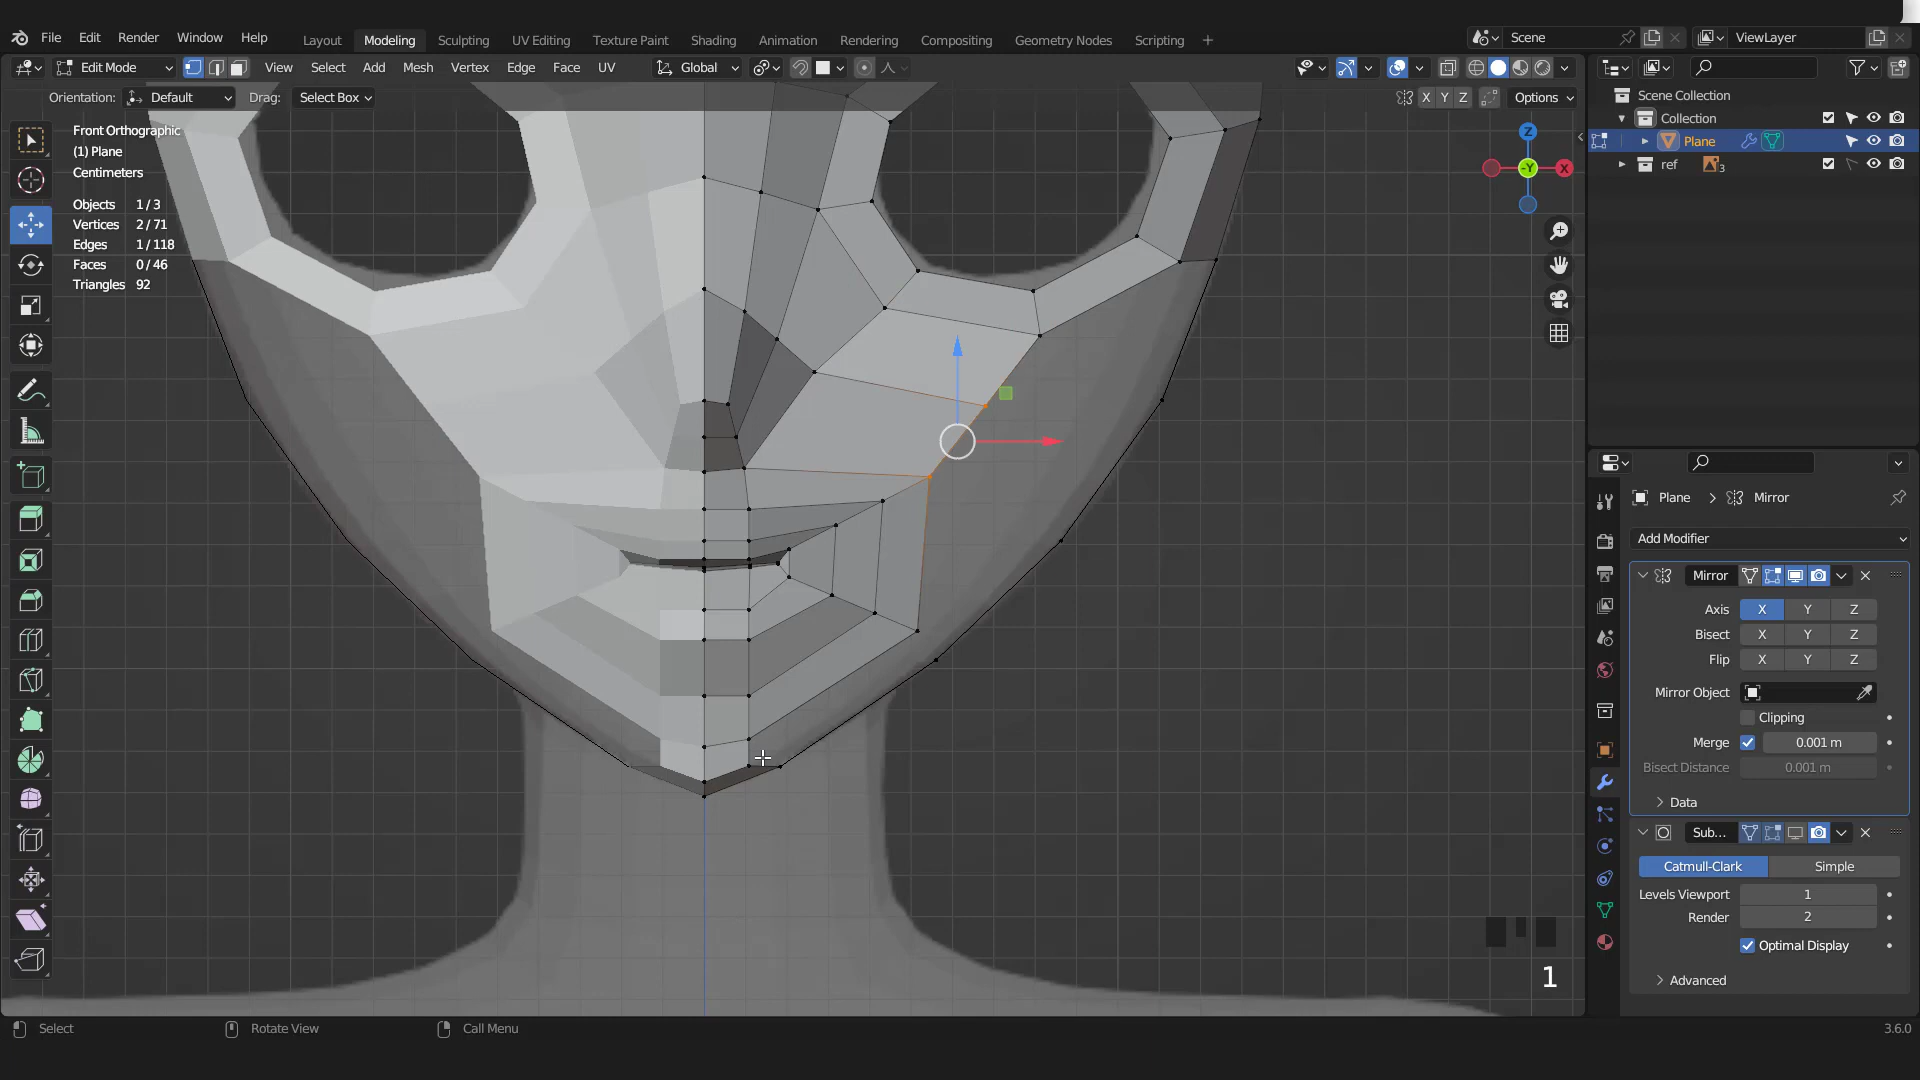 File Edit Render Window Help
Layout Modeling Sculpting UV Editing Texture Paint Shading Animation Rendering Compositing Geometry Nodes Scripting +
Scene
ViewLayer
Edit Mode View Select Add Mesh Vertex Edge Face UV Global
Orientation: Default Drag: Select Box
X Y Z Options
Front Orthographic
(1) Plane
Centimeters
Objects 1 / 3
Vertices 2 / 71
Edges 1 / 118
Faces 0 / 46
Triangles 92
Z
-Y
X
Scene Collection
Collection
Plane
ref 3
Plane > Mirror
Add Modifier
Mirror
Axis X Y Z
Bisect X Y Z
Flip X Y Z
Mirror Object
Clipping
Merge 0.001 m
Bisect Distance 0.001 m
Data
Sub...
Catmull-Clark Simple
Levels Viewport 1
Render 2
Optimal Display
Advanced
1
Select Rotate View Call Menu 3.6.0